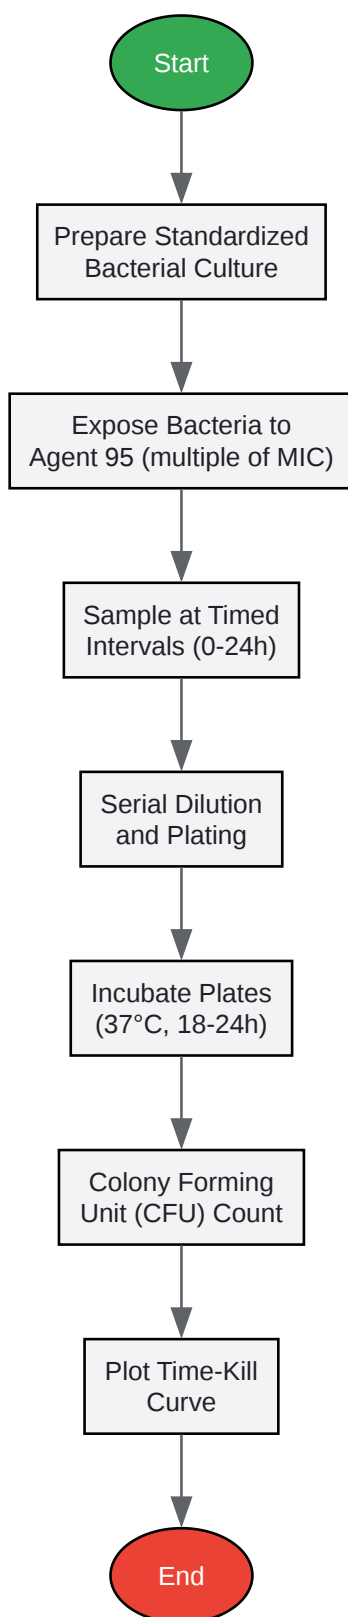 Start
Prepare Standardized
Bacterial Culture
Expose Bacteria to
Agent 95 (multiple of MIC)
Sample at Timed
Intervals (0-24h)
Serial Dilution
and Plating
Incubate Plates
(37°C, 18-24h)
Colony Forming
Unit (CFU) Count
Plot Time-Kill
Curve
End